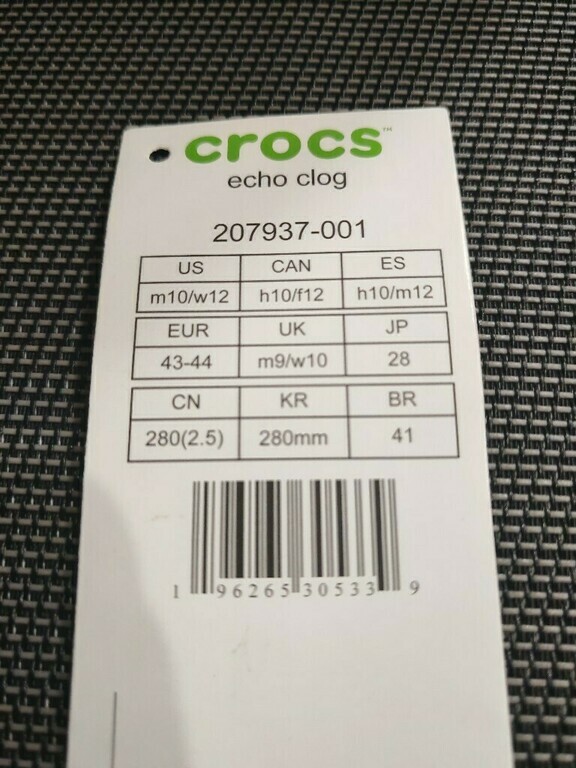 crocs™
echo clog
207937-001
US CAN ES
m10/w12 h10/f12 h10/m12
EUR UK JP
43-44 m9/w10 28
CN KR BR
280(2.5) 280mm 41
1 96265 30533 9